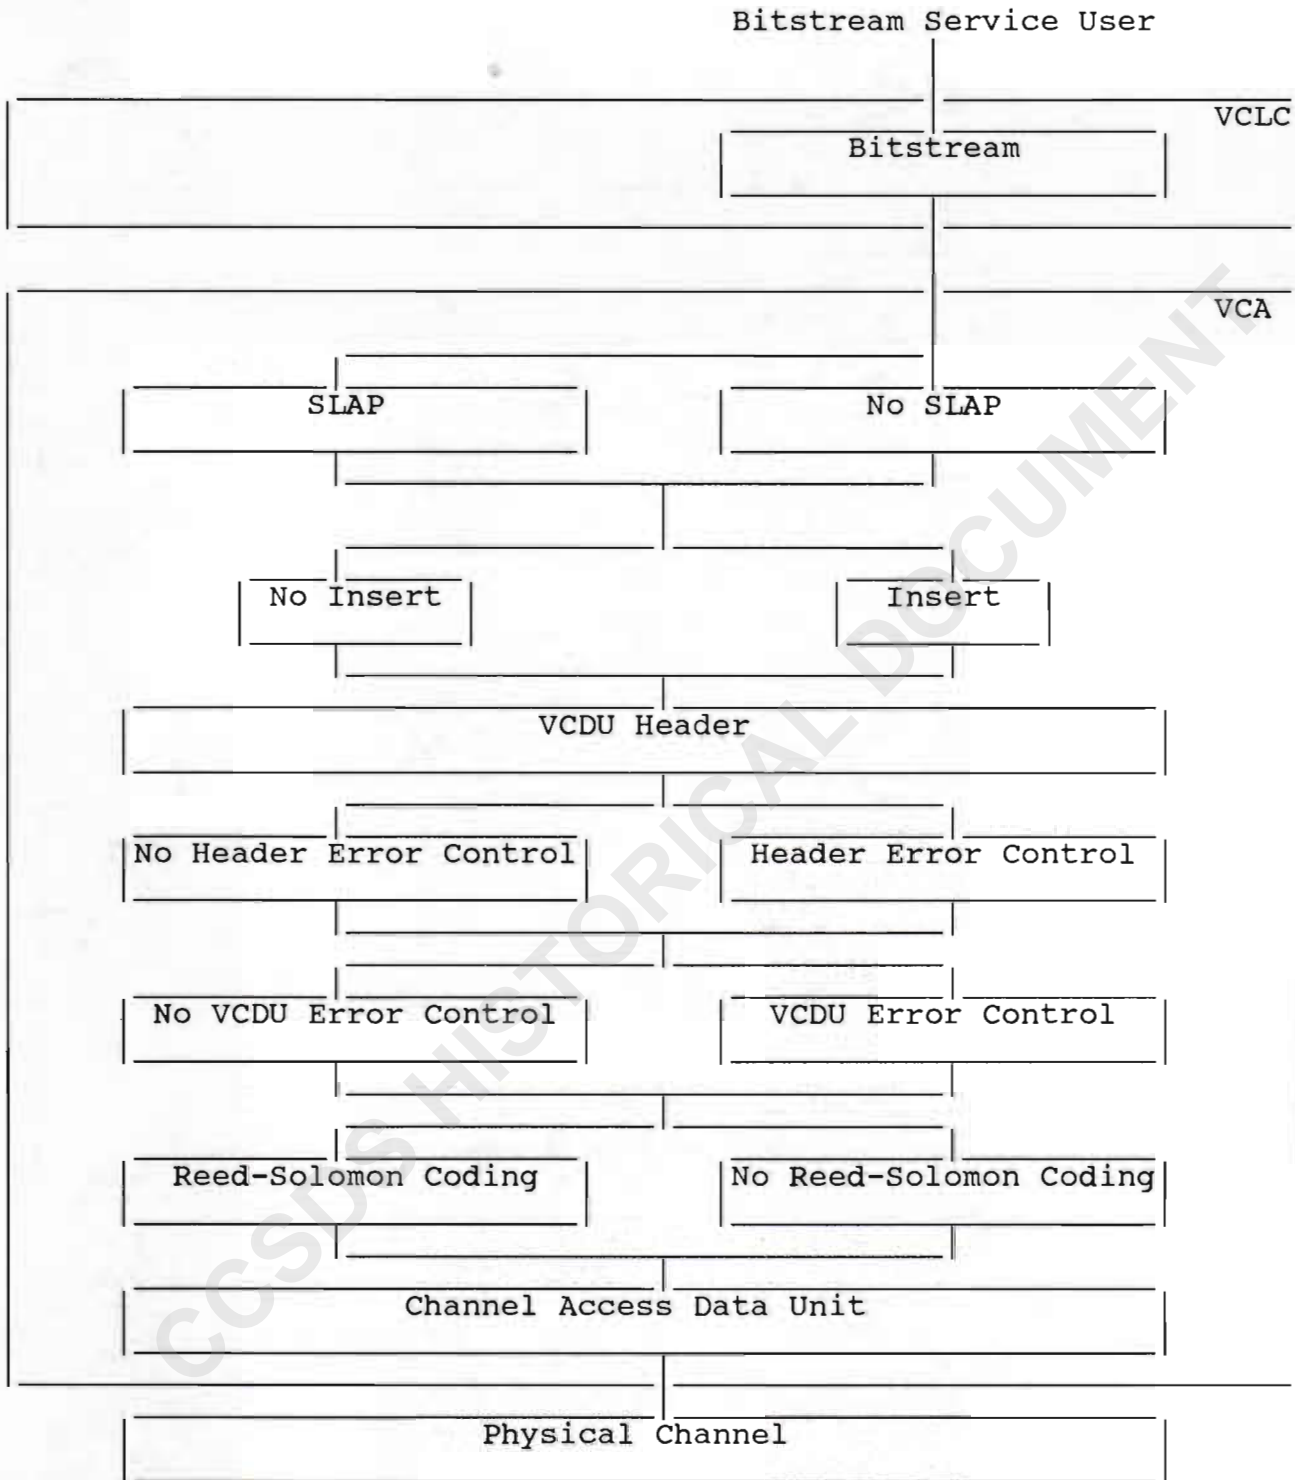 Bitstream Service User
VCLC
Bitstream
VCA
SLAP
No SLAP
No Insert
Insert
VCDU Header
No Header Error Control
Header Error Control
No VCDU Error Control
VCDU Error Control
Reed-Solomon Coding
No Reed-Solomon Coding
Channel Access Data Unit
Physical Channel
CCSDS HISTORICAL DOCUMENT